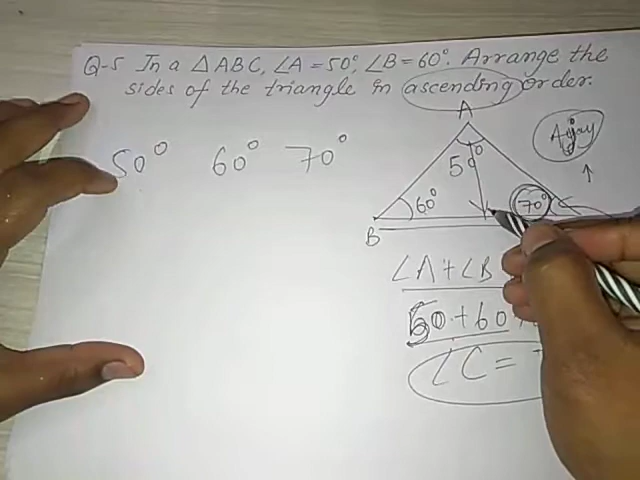 Q-5 In a △ABC, ∠A = 50°, ∠B = 60°. Arrange the
sides of the triangle in ascending order.
A
Ajay
50° 60° 70°
50°
60°
70°
B
∠A + ∠B
50 + 60
∠C =